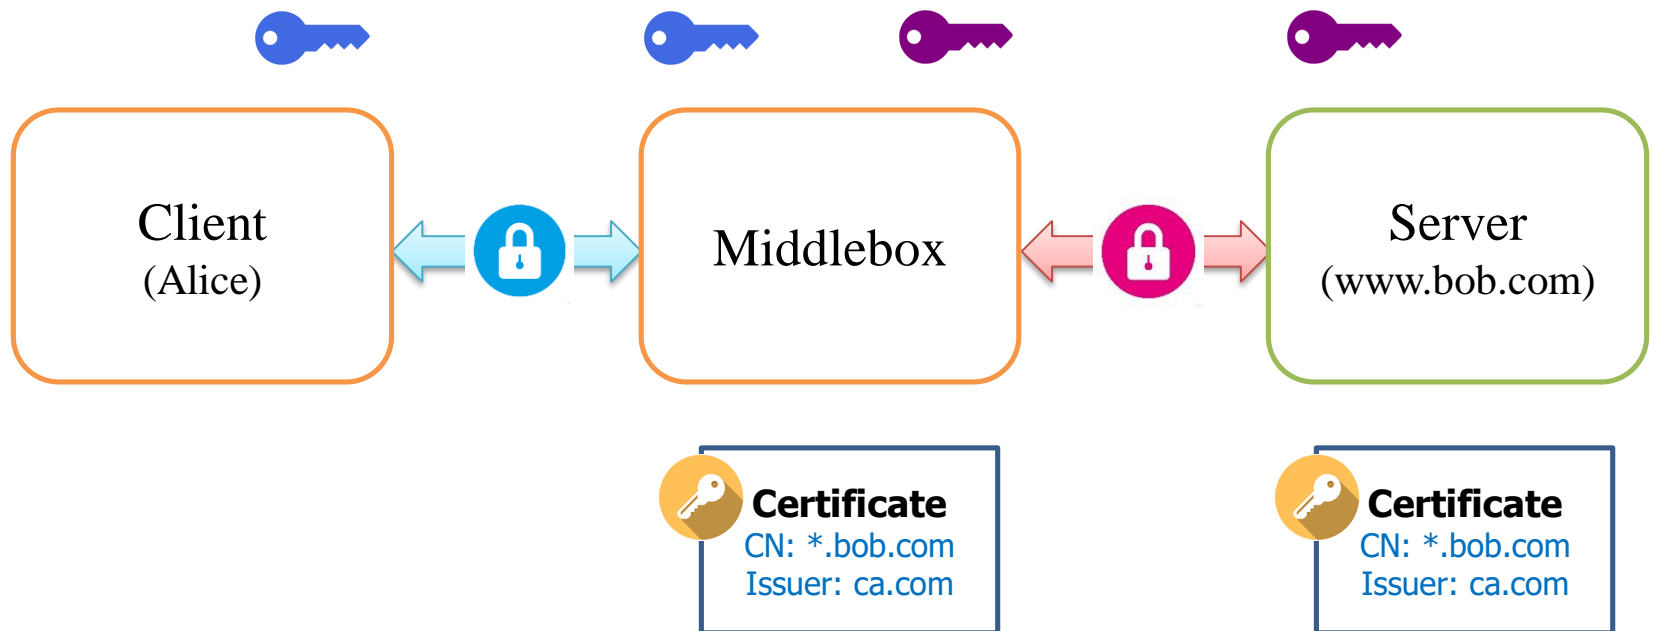 Client
(Alice)
Middlebox
Server
(www.bob.com)
Certificate
CN: *.bob.com
Issuer: ca.com
Certificate
CN: *.bob.com
Issuer: ca.com